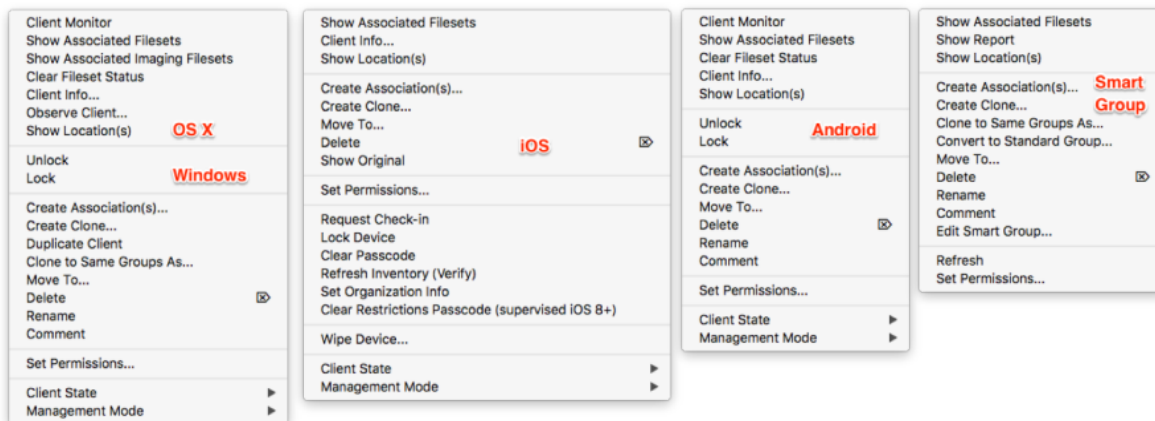 Client Monitor
Show Associated Filesets
Show Associated Imaging Filesets
Clear Fileset Status
Client Info...
Observe Client...
Show Location(s)
OS X
Unlock
Lock
Windows
Create Association(s)...
Create Clone...
Duplicate Client
Clone to Same Groups As...
Move To...
Delete
Rename
Comment
Set Permissions...
Client State
Management Mode
Show Associated Filesets
Client Info...
Show Location(s)
Create Association(s)...
Create Clone...
Move To...
Delete
iOS
Show Original
Set Permissions...
Request Check-in
Lock Device
Clear Passcode
Refresh Inventory (Verify)
Set Organization Info
Clear Restrictions Passcode (supervised iOS 8+)
Wipe Device...
Client State
Management Mode
Client Monitor
Show Associated Filesets
Clear Fileset Status
Client Info...
Show Location(s)
Unlock
Android
Lock
Create Association(s)...
Create Clone...
Move To...
Delete
Rename
Comment
Set Permissions...
Client State
Management Mode
Show Associated Filesets
Show Report
Show Location(s)
Create Association(s)...
Smart
Create Clone...
Group
Clone to Same Groups As...
Convert to Standard Group...
Move To...
Delete
Rename
Comment
Edit Smart Group...
Refresh
Set Permissions...